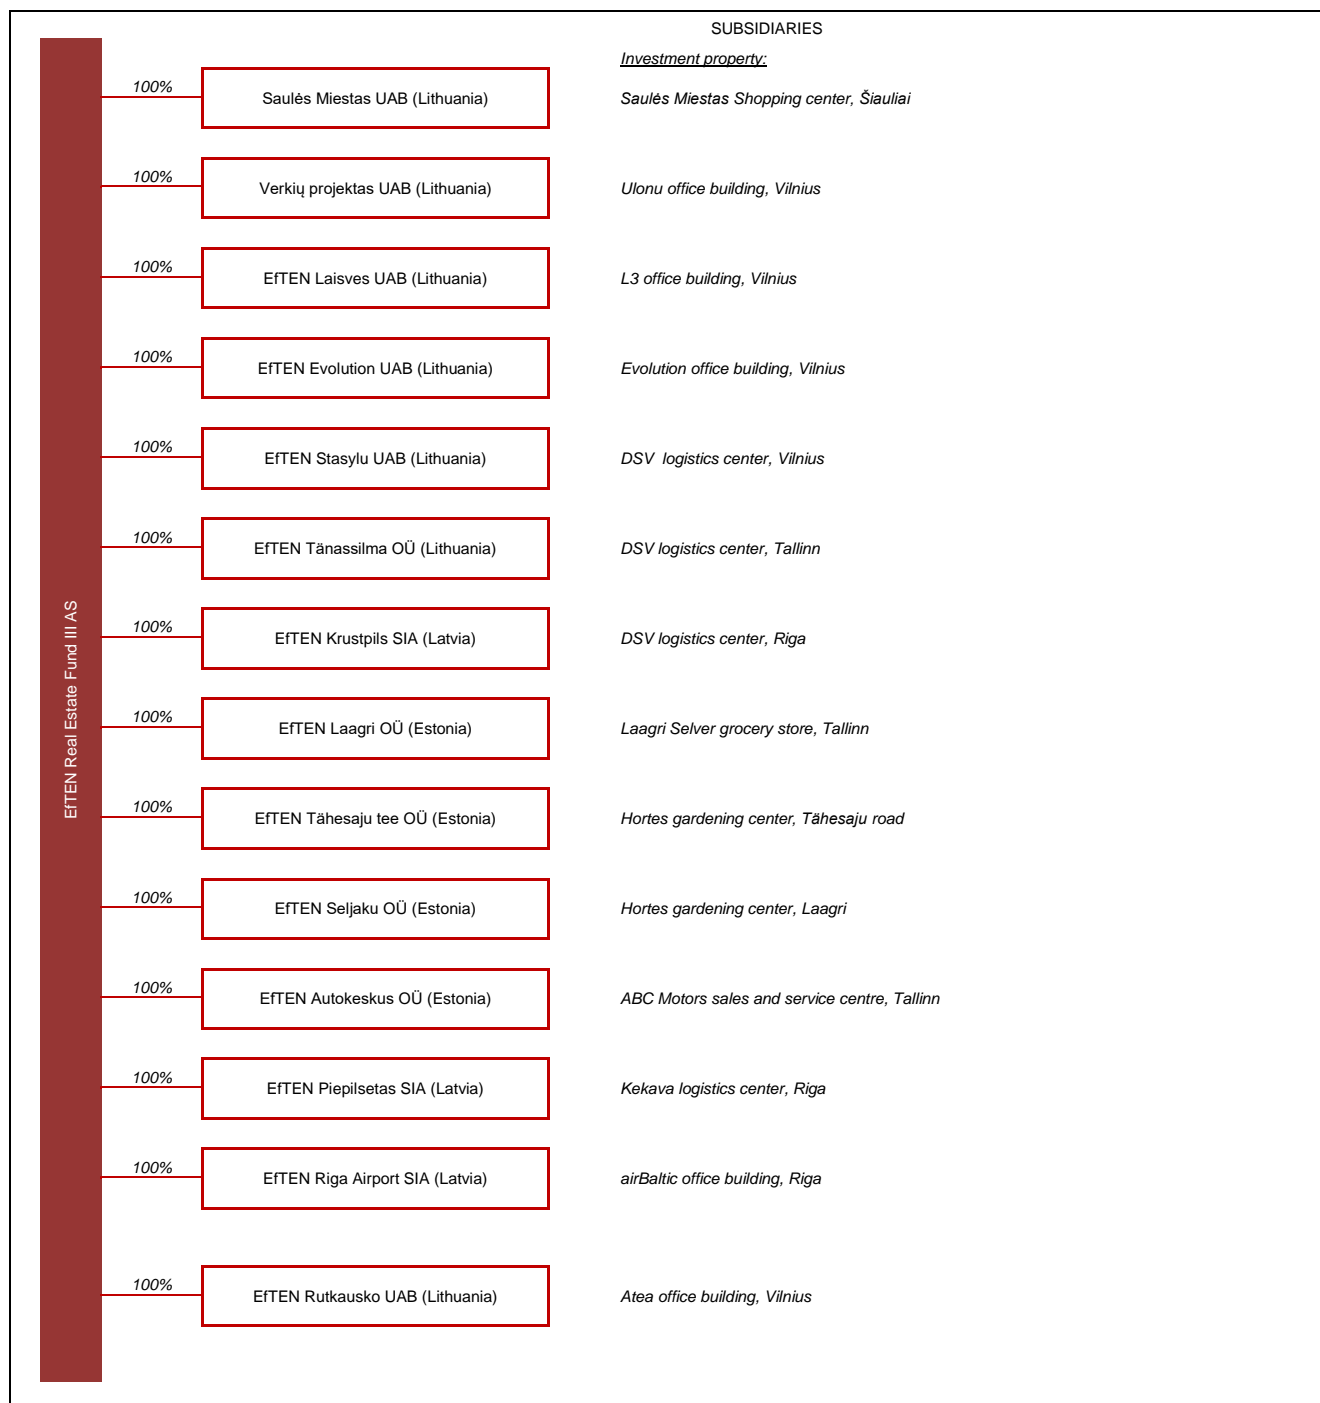 SUBSIDIARIES
Investment property:
EfTEN Real Estate Fund III AS
100%
Saulės Miestas UAB (Lithuania)
Saulės Miestas Shopping center, Šiauliai
100%
Verkių projektas UAB (Lithuania)
Ulonu office building, Vilnius
100%
EfTEN Laisves UAB (Lithuania)
L3 office building, Vilnius
100%
EfTEN Evolution UAB (Lithuania)
Evolution office building, Vilnius
100%
EfTEN Stasylu UAB (Lithuania)
DSV logistics center, Vilnius
100%
EfTEN Tänassilma OÜ (Lithuania)
DSV logistics center, Tallinn
100%
EfTEN Krustpils SIA (Latvia)
DSV logistics center, Riga
100%
EfTEN Laagri OÜ (Estonia)
Laagri Selver grocery store, Tallinn
100%
EfTEN Tähesaju tee OÜ (Estonia)
Hortes gardening center, Tähesaju road
100%
EfTEN Seljaku OÜ (Estonia)
Hortes gardening center, Laagri
100%
EfTEN Autokeskus OÜ (Estonia)
ABC Motors sales and service centre, Tallinn
100%
EfTEN Piepilsetas SIA (Latvia)
Kekava logistics center, Riga
100%
EfTEN Riga Airport SIA (Latvia)
airBaltic office building, Riga
100%
EfTEN Rutkausko UAB (Lithuania)
Atea office building, Vilnius